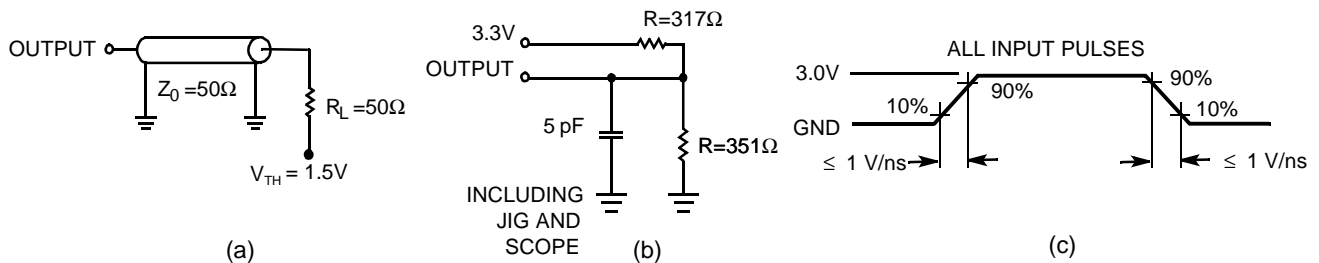 OUTPUT
Z0 = 50Ω
RL = 50Ω
VTH = 1.5V
(a)
R=317Ω
3.3V
OUTPUT
5 pF
R=351Ω
INCLUDING
JIG AND
SCOPE
(b)
ALL INPUT PULSES
3.0V
90%
90%
10%
10%
GND
≤ 1 V/ns
≤ 1 V/ns
(c)